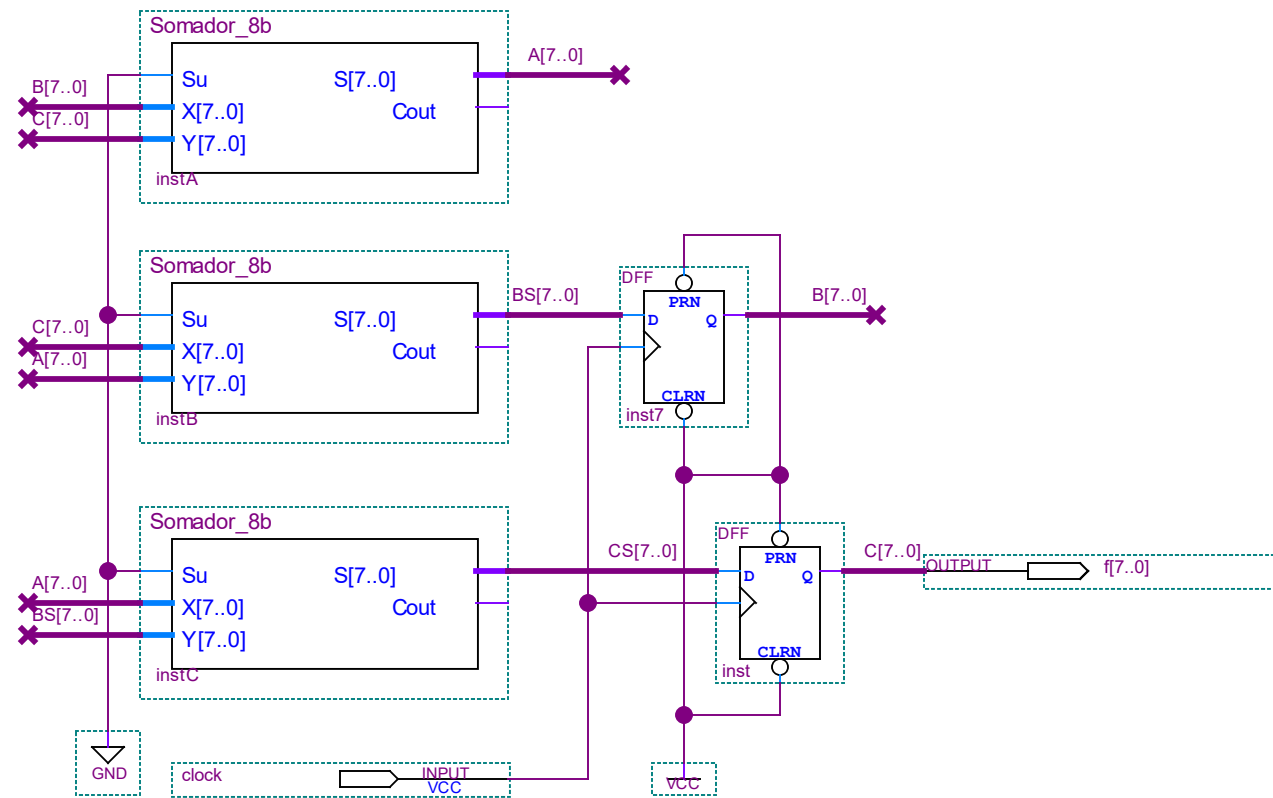 Somador_8b
A[7..0]
Su S[7..0]
B[7..0]
X[7..0] Cout
C[7..0]
Y[7..0]
instA
Somador_8b
DFF
BS[7..0]
B[7..0]
PRN
Su S[7..0]
D Q
C[7..0]
X[7..0] Cout
A[7..0]
Y[7..0]
CLRN
instB
inst7
Somador_8b
DFF
CS[7..0]
C[7..0]
PRN
OUTPUT
f[7..0]
Su S[7..0]
D Q
A[7..0]
X[7..0] Cout
BS[7..0]
Y[7..0]
CLRN
instC
inst
GND
clock
INPUT
VCC
VCC